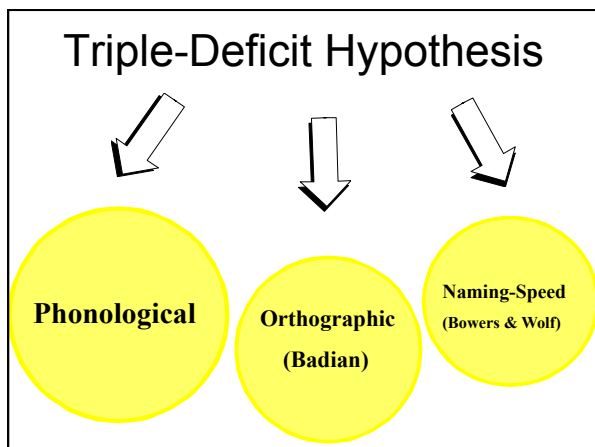 Triple-Deficit Hypothesis
Phonological
Orthographic
(Badian)
Naming-Speed
(Bowers & Wolf)